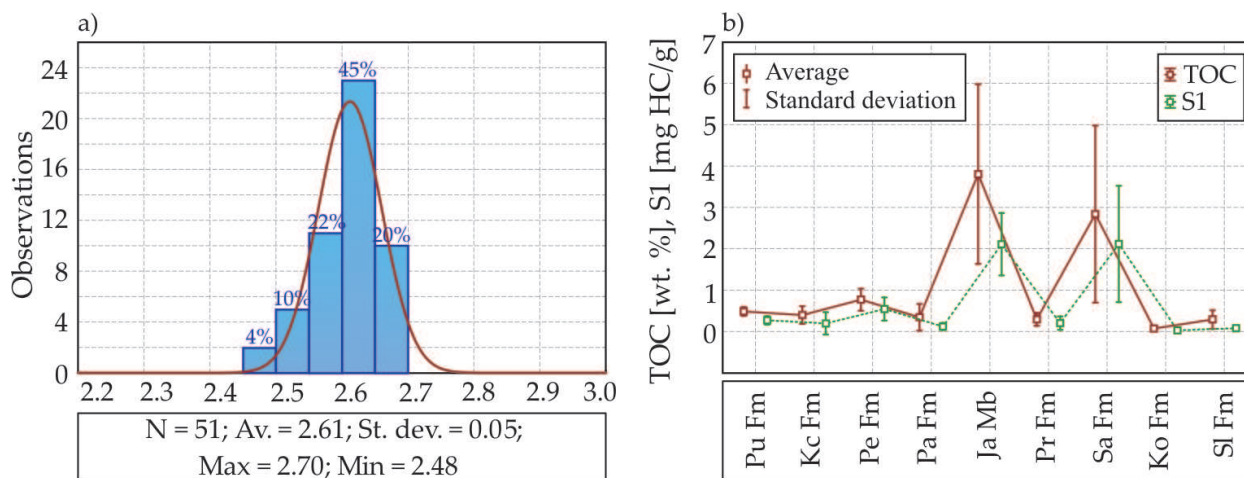 a)
24
20
16
12
8
4
0
Observations
4%
10%
22%
45%
20%
2.2
2.3
2.4
2.5
2.6
2.7
2.8
2.9
3.0
N = 51; Av. = 2.61; St. dev. = 0.05;
Max = 2.70; Min = 2.48
b)
7
6
5
4
3
2
1
0
TOC [wt. %], S1 [mg HC/g]
Average
Standard deviation
TOC
S1
Pu Fm
Kc Fm
Pe Fm
Pa Fm
Ja Mb
Pr Fm
Sa Fm
Ko Fm
Sl Fm